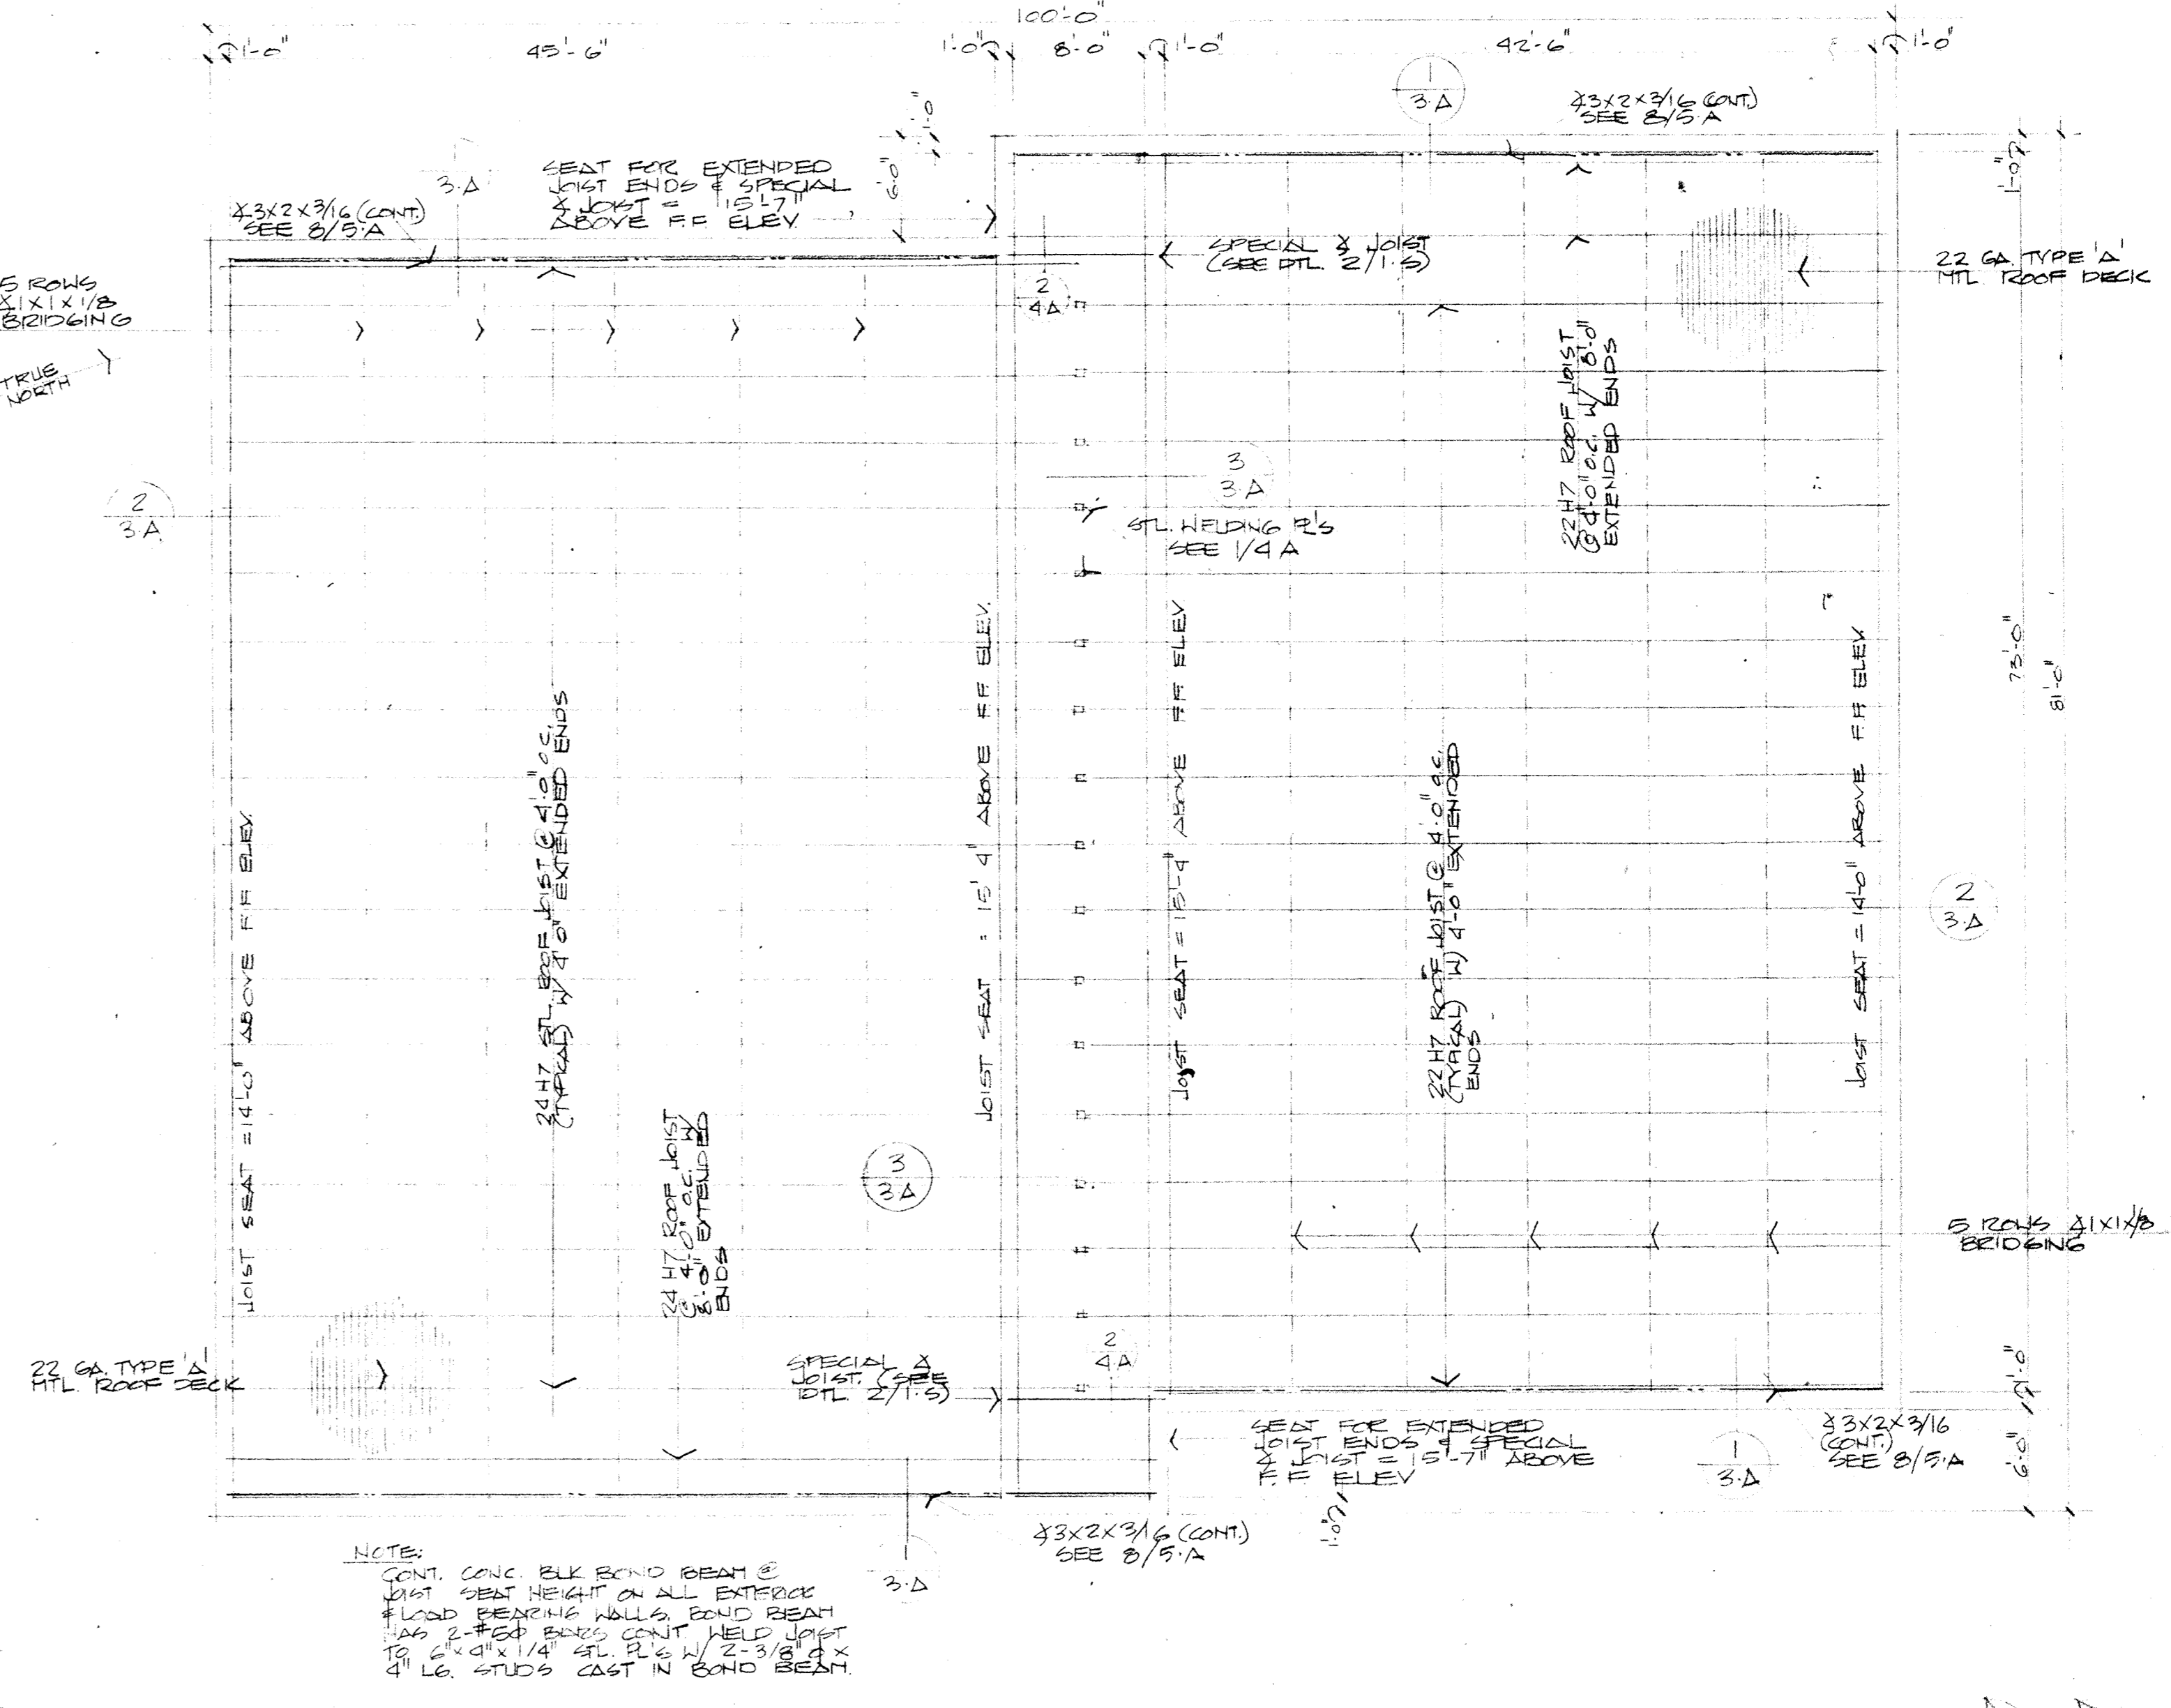 100'-0"
1'-0"
45'-6"
1'-0"
8'-0"
1'-0"
42'-6"
1'-0"
1
3·A
∡3X2X3/16 (CONT.)
SEE 8/5·A
1'-0"
6'-0"
3·A
SEAT FOR EXTENDED
JOIST ENDS & SPECIAL
∡ JOIST = 15'-7"
ABOVE F.F. ELEV.
∡3X2X3/16 (CONT.)
SEE 8/5·A
1'-0"
SPECIAL ∡ JOIST
(SEE DTL. 2/1·S)
22 GA. TYPE 'A'
MTL. ROOF DECK
5 ROWS
∡1X1X1/8
BRIDGING
2
4·A
TRUE
NORTH
22H7 ROOF JOIST
@ 4'-0" O.C. W/ 8'-0"
EXTENDED ENDS
2
3·A
3
3·A
STL. WELDING PL'S
SEE 1/4 A
73'-0"
81'-0"
JOIST SEAT = 14'-0" ABOVE F.F. ELEV.
24H7 STL. ROOF JOIST @ 4'-0" O.C.
(TYPICAL) W/ 4'-0" EXTENDED ENDS
JOIST SEAT = 15'-4" ABOVE F.F. ELEV.
JOIST SEAT = 15'-4" ABOVE F.F. ELEV
22H7 ROOF JOIST @ 4'-0" O.C.
(TYPICAL) W/ 4'-0" EXTENDED
ENDS
JOIST SEAT = 14'-0" ABOVE F.F. ELEV.
2
3·A
24H7 ROOF JOIST
@ 4'-0" O.C. W/
8'-0" EXTENDED
ENDS
3
3·A
5 ROWS ∡1X1X1/8
BRIDGING
22 GA. TYPE 'A'
MTL. ROOF DECK
SPECIAL ∡
JOIST. (SEE
DTL. 2/1·S)
2
4·A
1'-0"
SEAT FOR EXTENDED
JOIST ENDS & SPECIAL
∡ JOIST = 15'-7" ABOVE
F.F. ELEV
1
3·A
∡3X2X3/16
(CONT.)
SEE 8/5·A
6'-0"
1'-0"
∡3X2X3/16 (CONT.)
SEE 8/5·A
3·A
NOTE:
CONT. CONC. BLK BOND BEAM @
JOIST SEAT HEIGHT ON ALL EXTERIOR
& LOAD BEARING WALLS. BOND BEAM
HAS 2-#5∅ BARS CONT. WELD JOIST
TO 6"X4"X1/4" STL. PL'S W/ 2-3/8"∅ X
4" LG. STUDS CAST IN BOND BEAM.